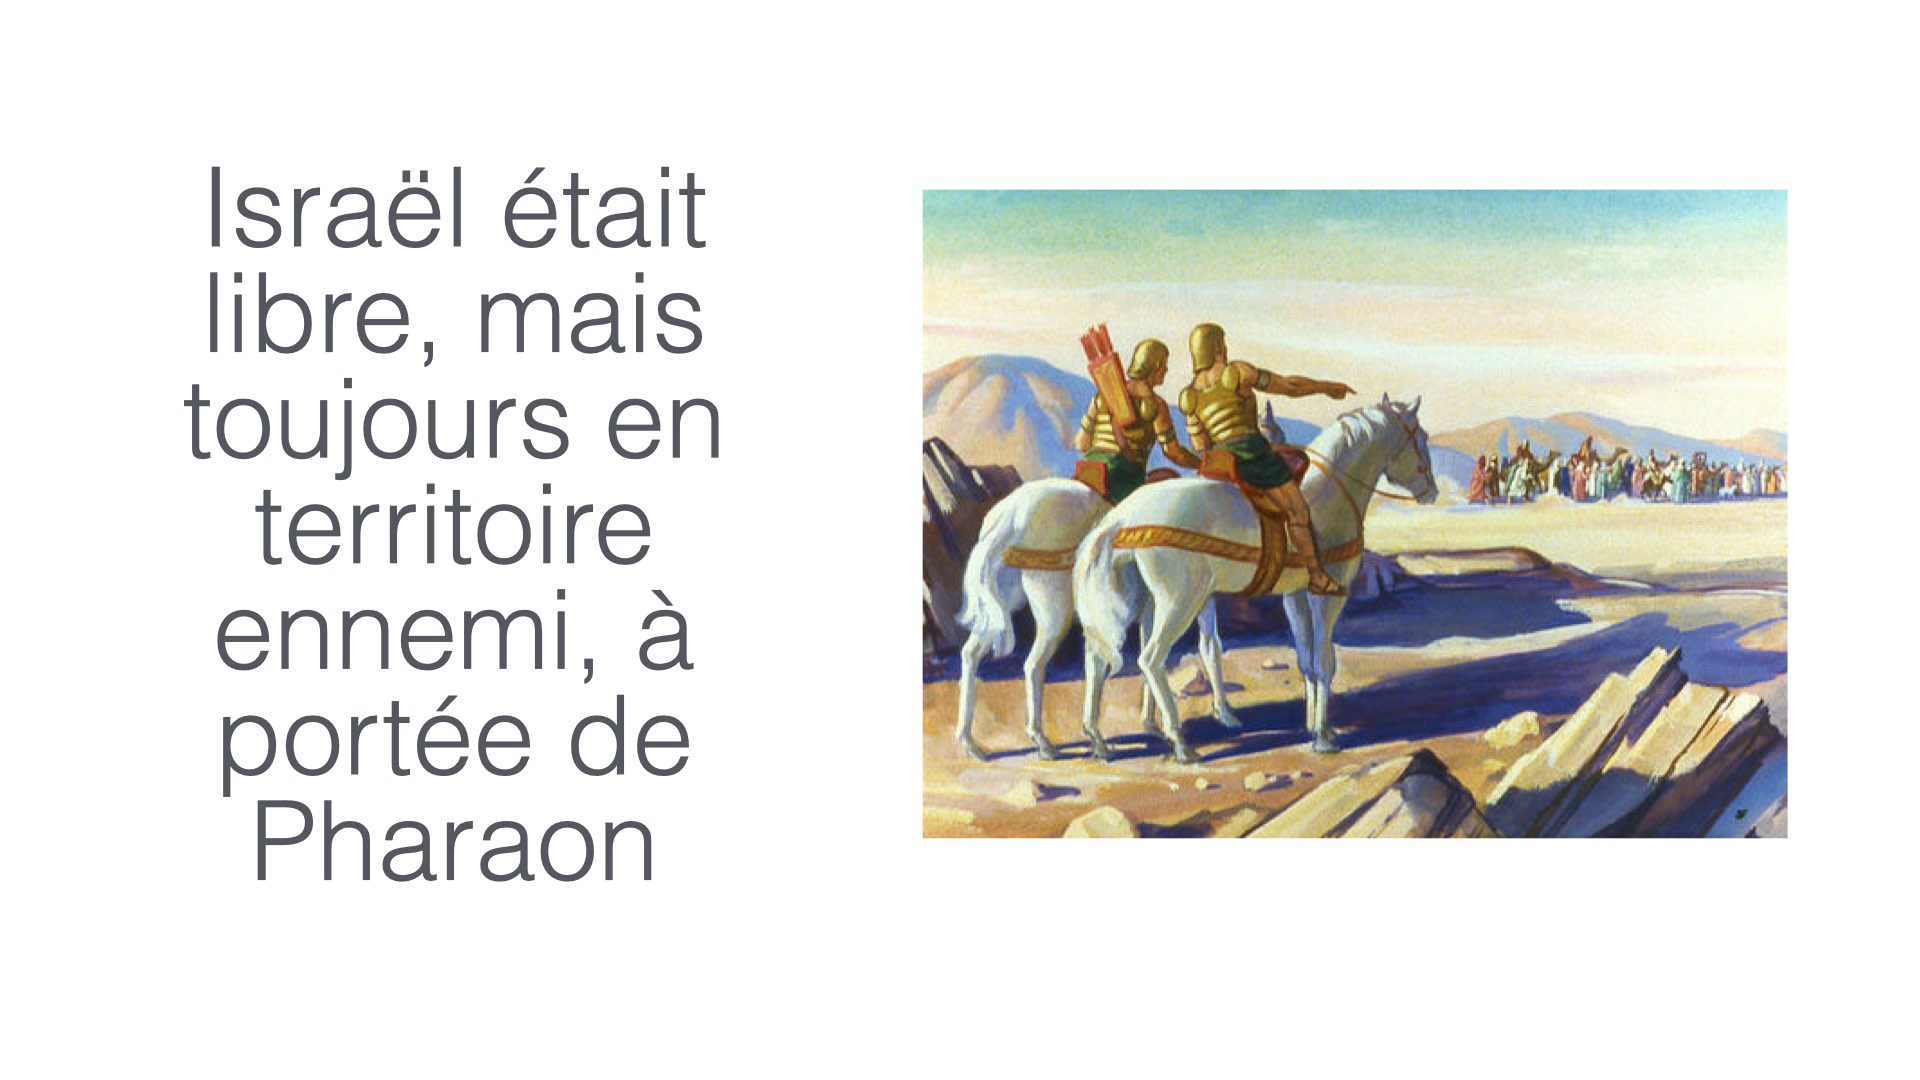 Israël était
libre, mais
toujours en
territoire
ennemi, à
portée de
Pharaon